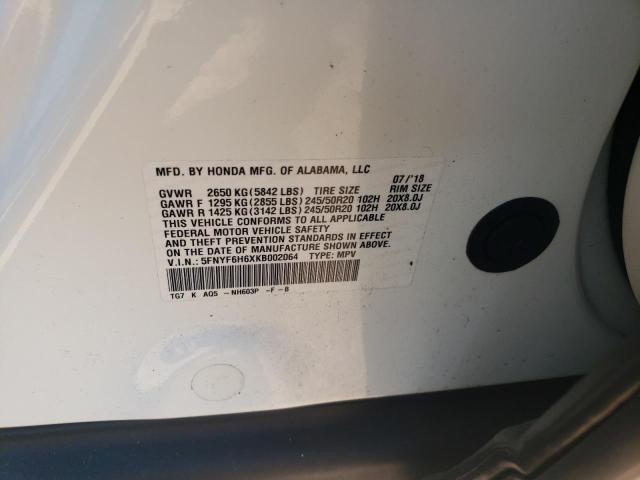 MFD. BY HONDA MFG. OF ALABAMA, LLC 07/'18
GVWR 2650 KG (5842 LBS) TIRE SIZE RIM SIZE
GAWR F 1295 KG (2855 LBS) 245/50R20 102H 20X8.0J
GAWR R 1425 KG (3142 LBS) 245/50R20 102H 20X8.0J
THIS VEHICLE CONFORMS TO ALL APPLICABLE
FEDERAL MOTOR VEHICLE SAFETY
AND THEFT PREVENTION STANDARDS IN EFFECT
ON THE DATE OF MANUFACTURE SHOWN ABOVE.
V.I.N.: 5FNYF6H6XKB002064 TYPE: MPV
TG7 K AQ5 -NH603P -F-B